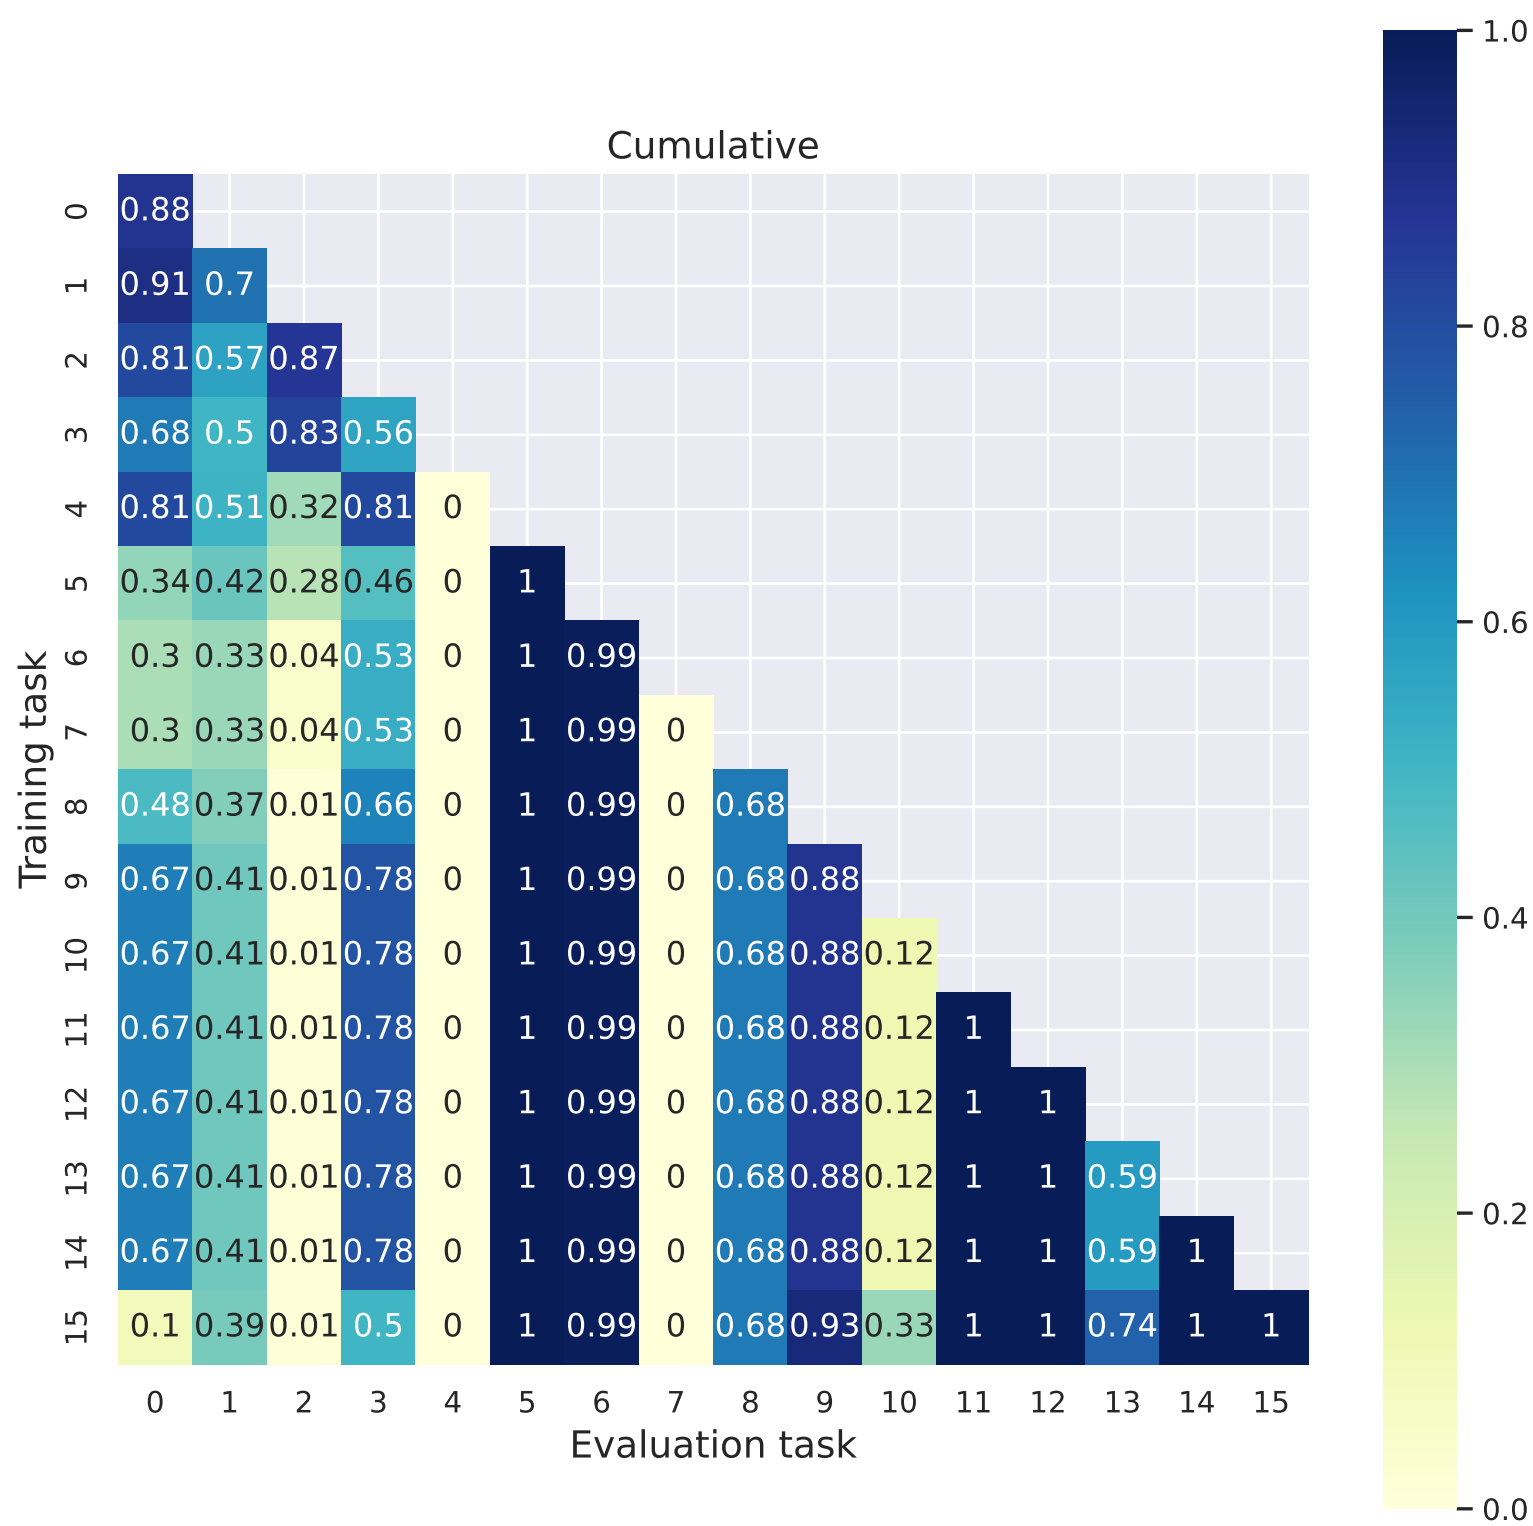 Cumulative
0 0.88
1 0.91 0.7
2 0.81 0.57 0.87
3 0.68 0.5 0.83 0.56
4 0.81 0.51 0.32 0.81 0
5 0.34 0.42 0.28 0.46 0 1
6 0.3 0.33 0.04 0.53 0 1 0.99
7 0.3 0.33 0.04 0.53 0 1 0.99 0
8 0.48 0.37 0.01 0.66 0 1 0.99 0 0.68
9 0.67 0.41 0.01 0.78 0 1 0.99 0 0.68 0.88
10 0.67 0.41 0.01 0.78 0 1 0.99 0 0.68 0.88 0.12
11 0.67 0.41 0.01 0.78 0 1 0.99 0 0.68 0.88 0.12 1
12 0.67 0.41 0.01 0.78 0 1 0.99 0 0.68 0.88 0.12 1 1
13 0.67 0.41 0.01 0.78 0 1 0.99 0 0.68 0.88 0.12 1 1 0.59
14 0.67 0.41 0.01 0.78 0 1 0.99 0 0.68 0.88 0.12 1 1 0.59 1
15 0.1 0.39 0.01 0.5 0 1 0.99 0 0.68 0.93 0.33 1 1 0.74 1 1
0 1 2 3 4 5 6 7 8 9 10 11 12 13 14 15
Evaluation task
Training task
1.0
0.8
0.6
0.4
0.2
0.0